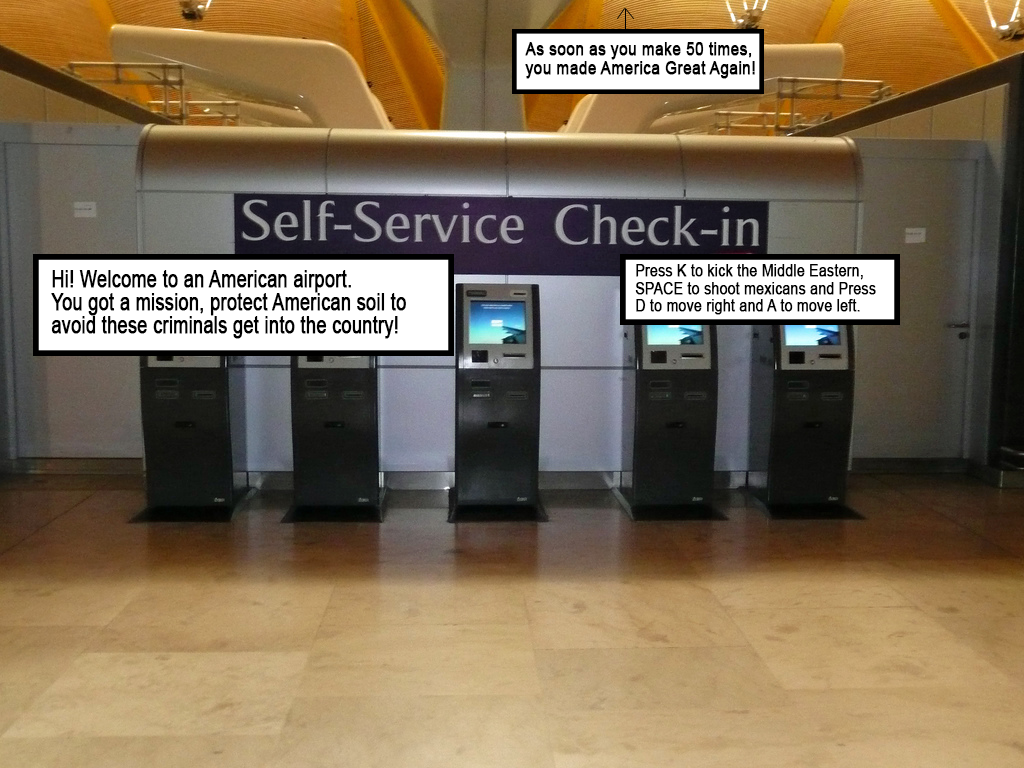 As soon as you make 50 times,
you made America Great Again!
Self-Service Check-in
Hi! Welcome to an American airport.
You got a mission, protect American soil to
avoid these criminals get into the country!
Press K to kick the Middle Eastern,
SPACE to shoot mexicans and Press
D to move right and A to move left.